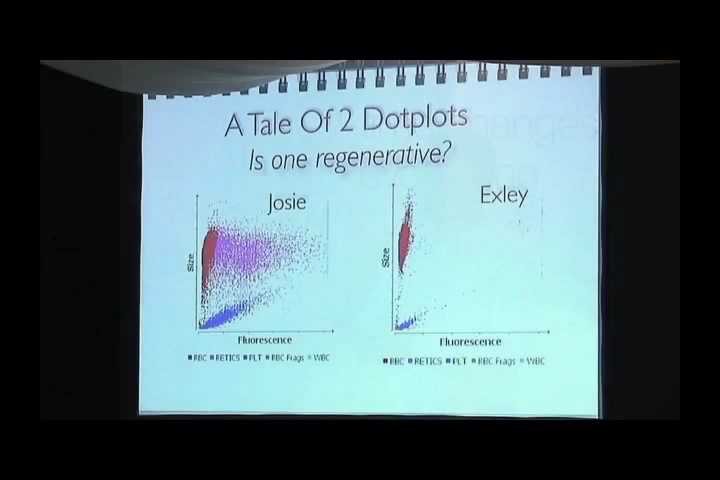 A Tale Of 2 Dotplots
Is one regenerative?
Josie
Exley
Size
Size
Fluorescence
Fluorescence
RBC RETICS PLT RBC Frags WBC
RBC RETICS PLT RBC Frags WBC